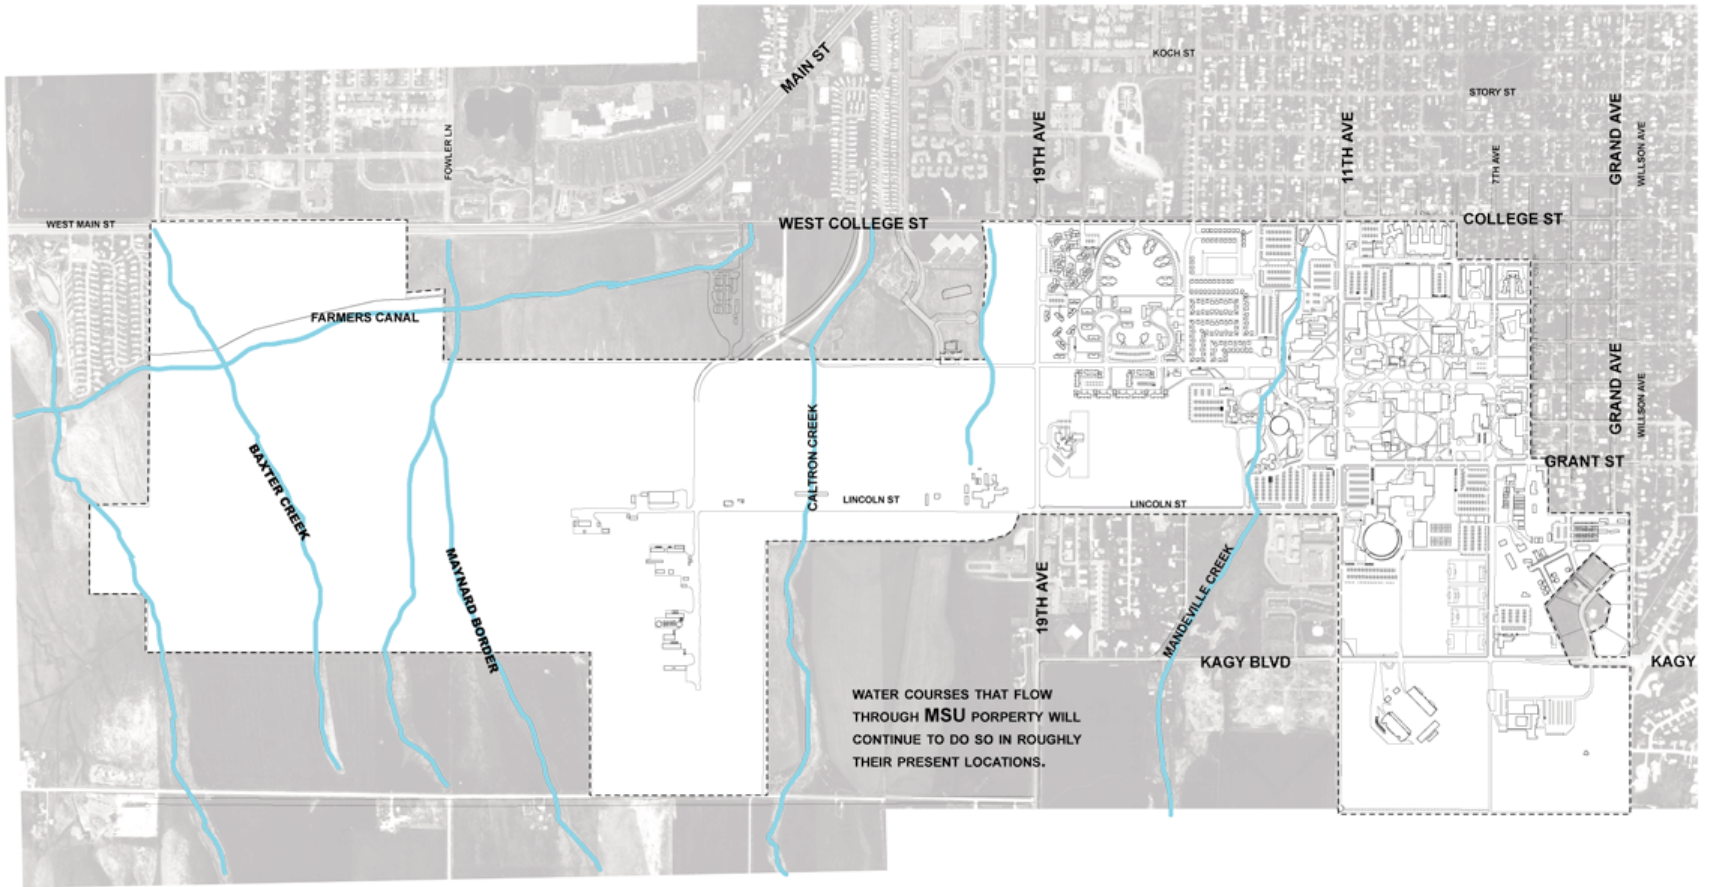 MAIN ST
KOCH ST
STORY ST
FOWLER LN
19TH AVE
11TH AVE
7TH AVE
GRAND AVE
WILLSON AVE
WEST MAIN ST
WEST COLLEGE ST
COLLEGE ST
FARMERS CANAL
GRAND AVE
WILLSON AVE
BAXTER CREEK
CALTRON CREEK
GRANT ST
LINCOLN ST
LINCOLN ST
MAYNARD BORDER
19TH AVE
MANDEVILLE CREEK
KAGY BLVD
KAGY
WATER COURSES THAT FLOW
THROUGH MSU PORPERTY WILL
CONTINUE TO DO SO IN ROUGHLY
THEIR PRESENT LOCATIONS.